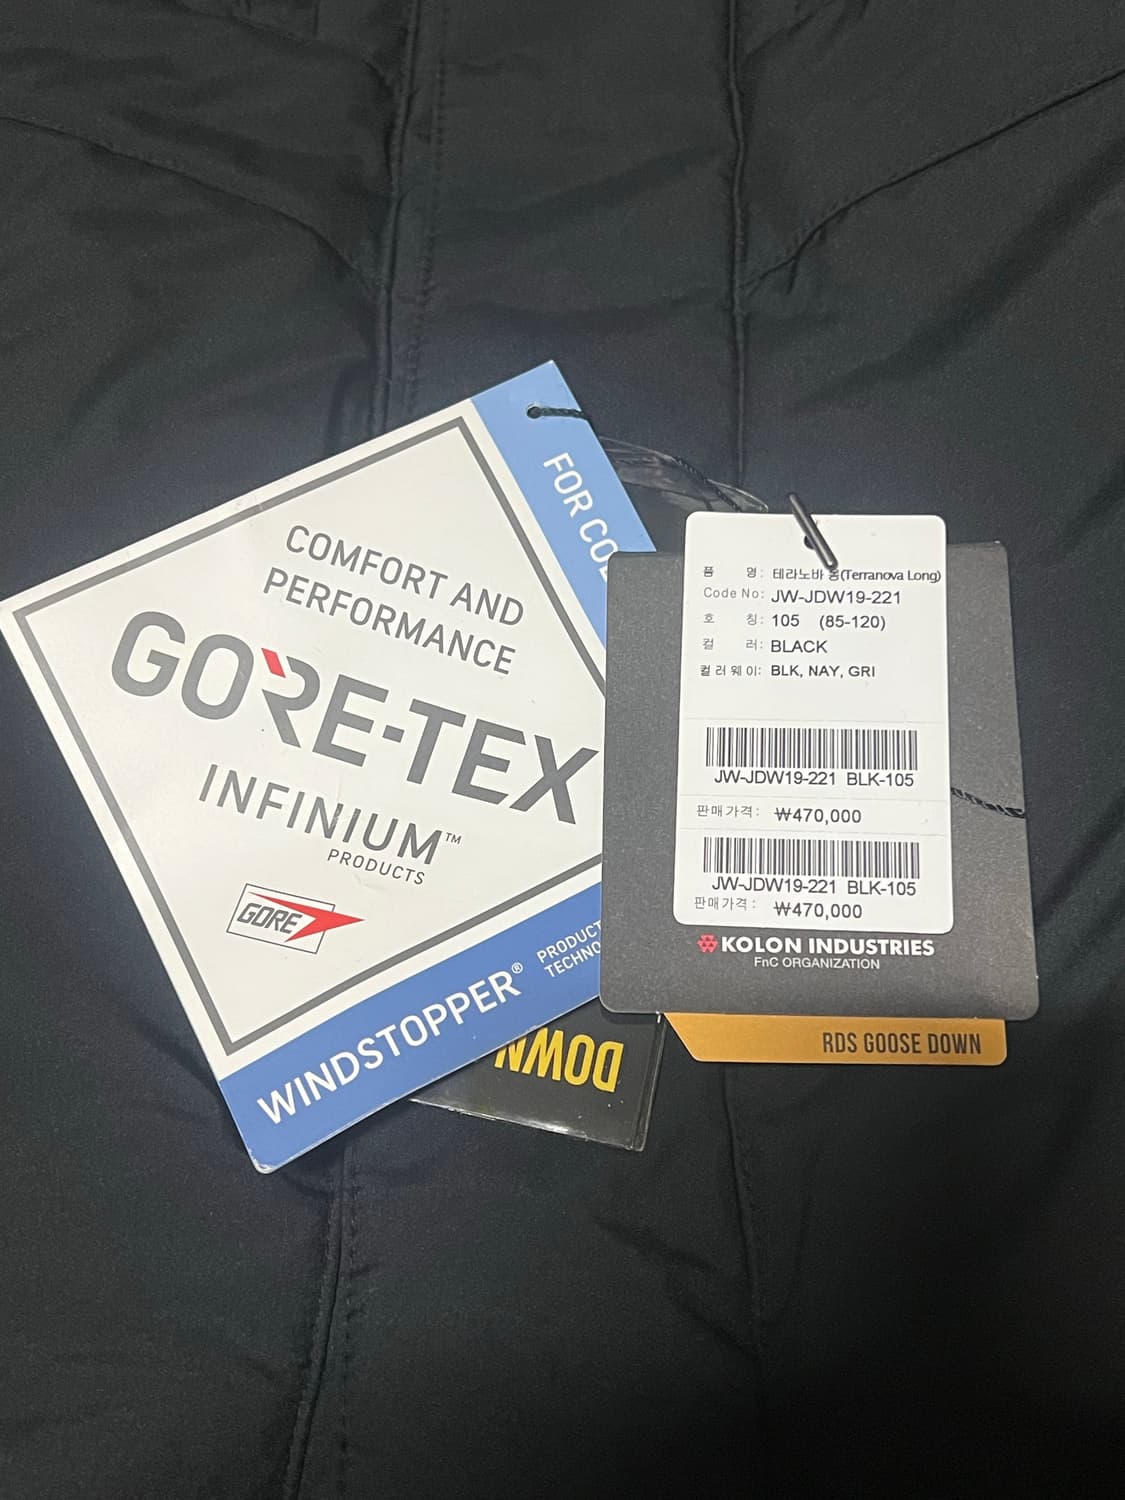 FOR
COMFORT AND
PERFORMANCE
GORE-TEX
INFINIUM™
PRODUCTS
GORE
WINDSTOPPER®
DOWN
품 명: 테라노바 롱(Terranova Long)
Code No: JW-JDW19-221
호 칭: 105 (85-120)
컬 러: BLACK
컬러웨이: BLK, NAY, GRI
JW-JDW19-221 BLK-105
판매가격: ₩470,000
JW-JDW19-221 BLK-105
판매가격: ₩470,000
KOLON INDUSTRIES
FnC ORGANIZATION
RDS GOOSE DOWN